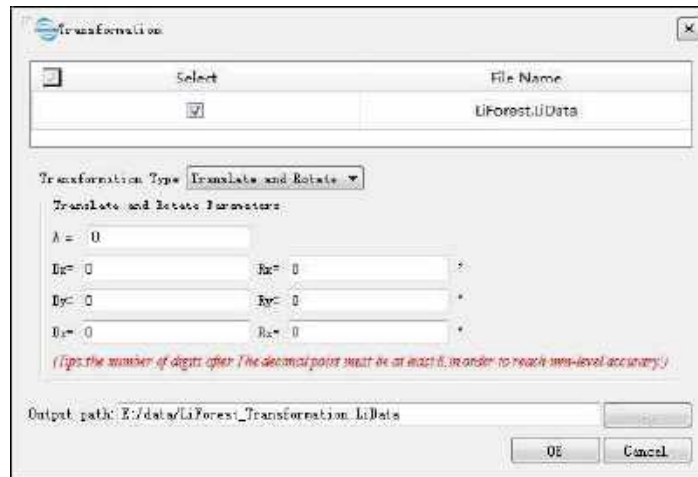 Transformation
Select File Name
LiForest.LiData
Transformation Type Translate and Rotate
Translate and Rotate Parameters
A = 0
Dx= 0 Rx= 0 °
Dy= 0 Ry= 0 °
Dz= 0 Rz= 0 °
(Tips:the number of digits after The decimal point must be at least 8, in order to reach mm-level accuracy.)
Output path: E:/data/LiForest_Transformation.LiData
OK Cancel